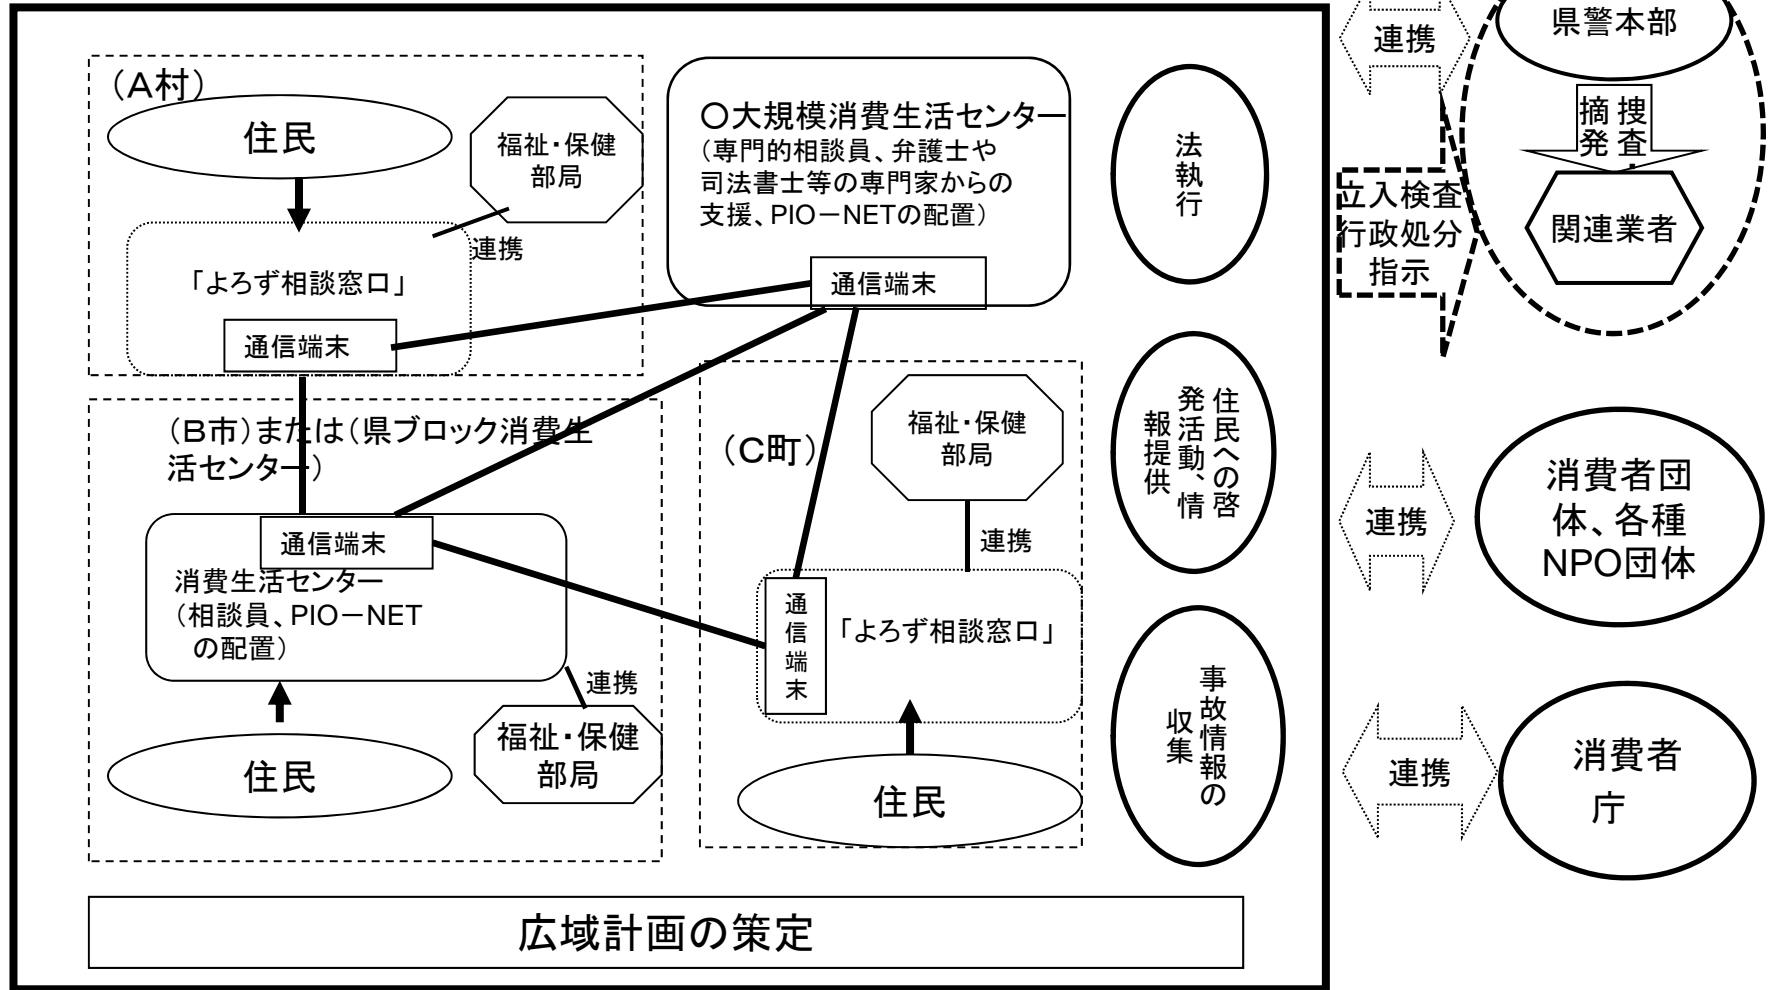 （Ａ村）
住民
福祉・保健
部局
連携
「よろず相談窓口」
通信端末
〇大規模消費生活センター
（専門的相談員、弁護士や
司法書士等の専門家からの
支援、PIO－NETの配置）
通信端末
（Ｂ市）または（県ブロック消費生
活センター）
通信端末
消費生活センター
（相談員、PIO－NET
の配置）
連携
福祉・保健
部局
住民
（Ｃ町）
福祉・保健
部局
連携
通信端末
「よろず相談窓口」
住民
法執行
住民への啓
発活動、情
報提供
事故情報の
収集
広域計画の策定
連携
県警本部
捜査・
摘発
関連業者
立入検査
行政処分
指示
連携
消費者団
体、各種
NPO団体
連携
消費者
庁